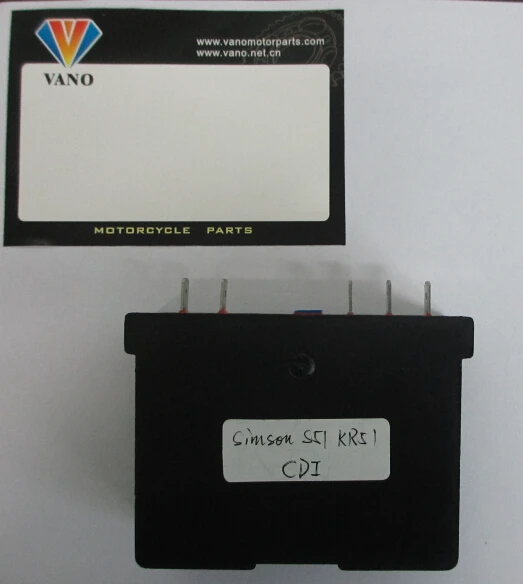 www.vanomotorparts.com
www.vano.net.cn
VANO
MOTORCYCLE PARTS
Simson S51 KR51
CDI